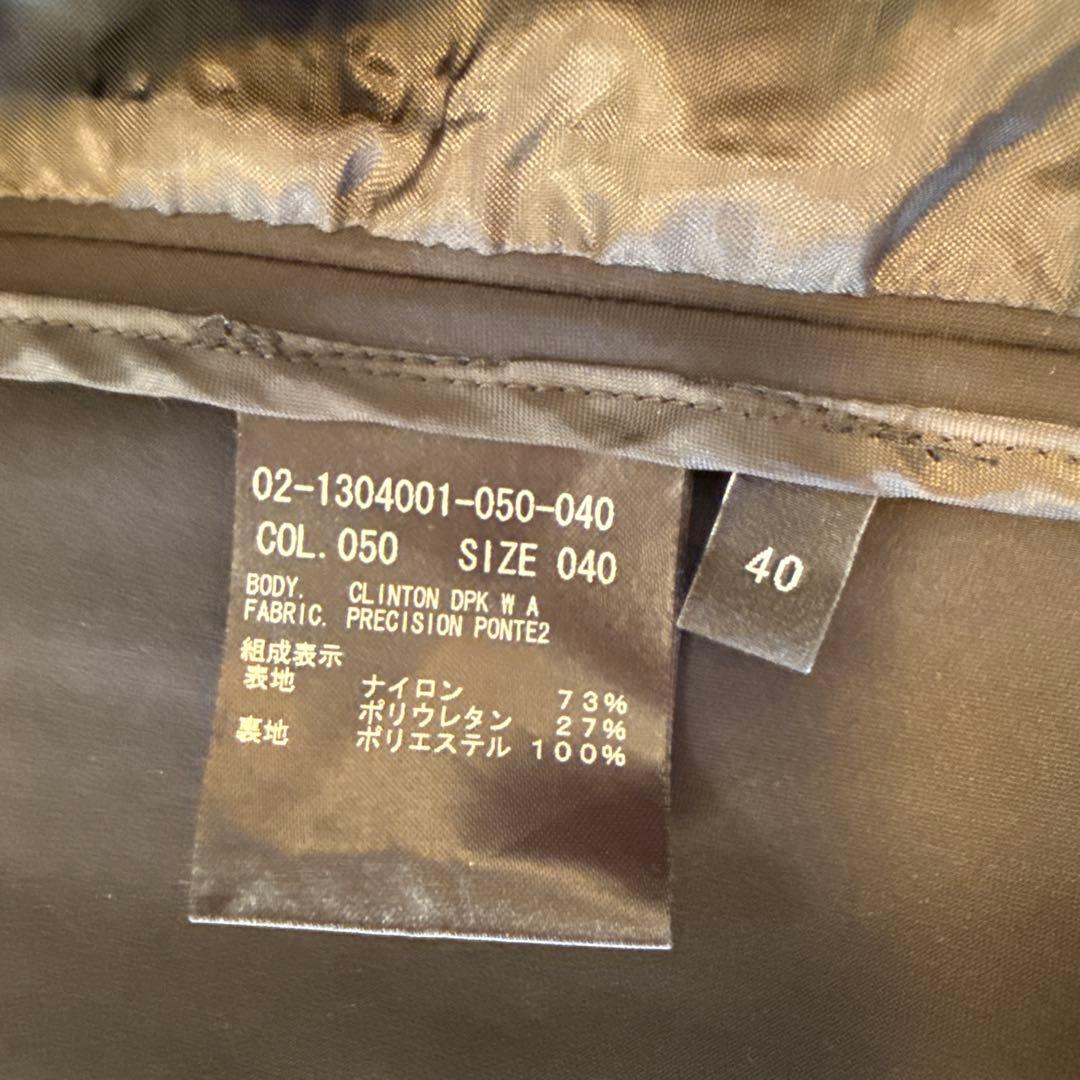 02-1304001-050-040
COL. 050 SIZE 040
BODY. CLINTON DPK W A
FABRIC. PRECISION PONTE2
組成表示
表地 ナイロン 73%
ポリウレタン 27%
裏地 ポリエステル 100%
40